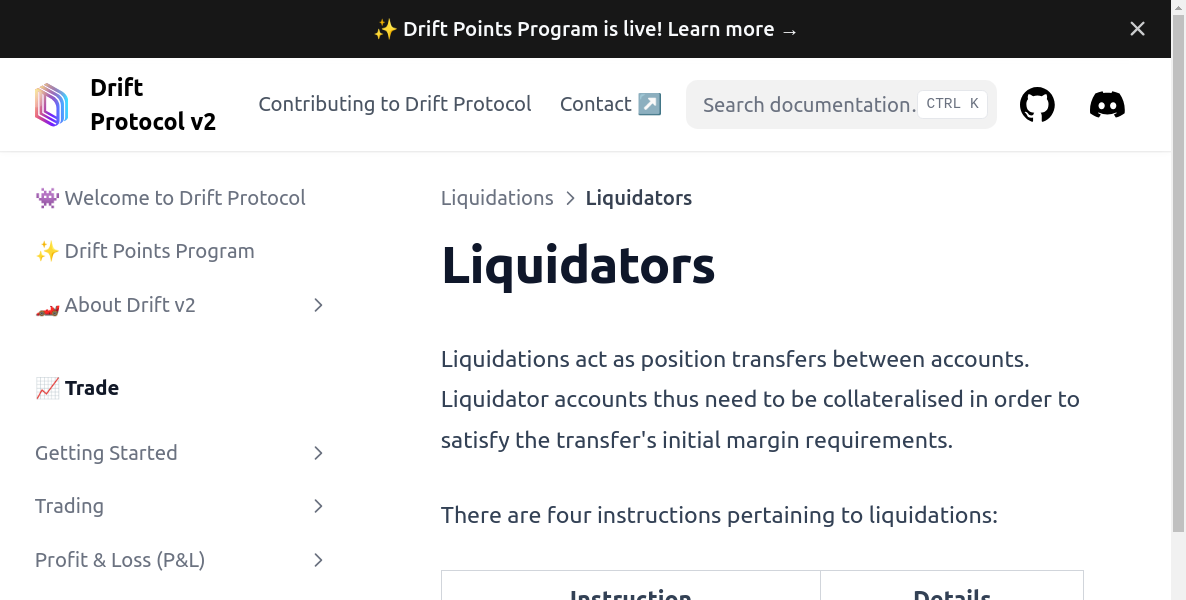 ✨ Drift Points Program is live! Learn more →
Drift
Protocol v2
Contributing to Drift Protocol
Contact ↗️
Search documentation.
CTRL K
👾 Welcome to Drift Protocol
✨ Drift Points Program
🏎️ About Drift v2
📈 Trade
Getting Started
Trading
Profit & Loss (P&L)
Liquidations > Liquidators
Liquidators
Liquidations act as position transfers between accounts.
Liquidator accounts thus need to be collateralised in order to
satisfy the transfer's initial margin requirements.
There are four instructions pertaining to liquidations:
Instruction
Details